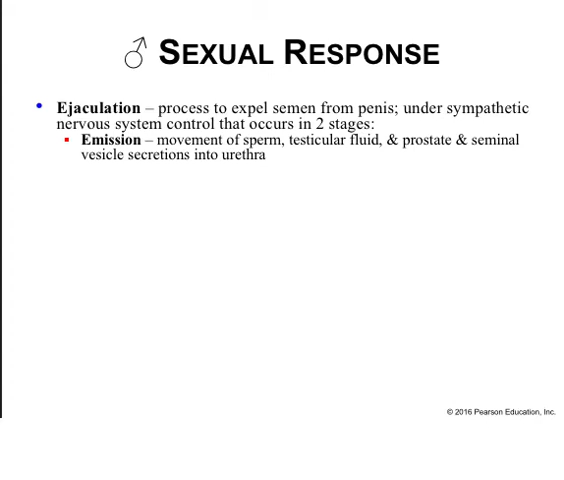 ♂ SEXUAL RESPONSE
• Ejaculation – process to expel semen from penis; under sympathetic
nervous system control that occurs in 2 stages:
▪ Emission – movement of sperm, testicular fluid, & prostate & seminal
vesicle secretions into urethra
© 2016 Pearson Education, Inc.